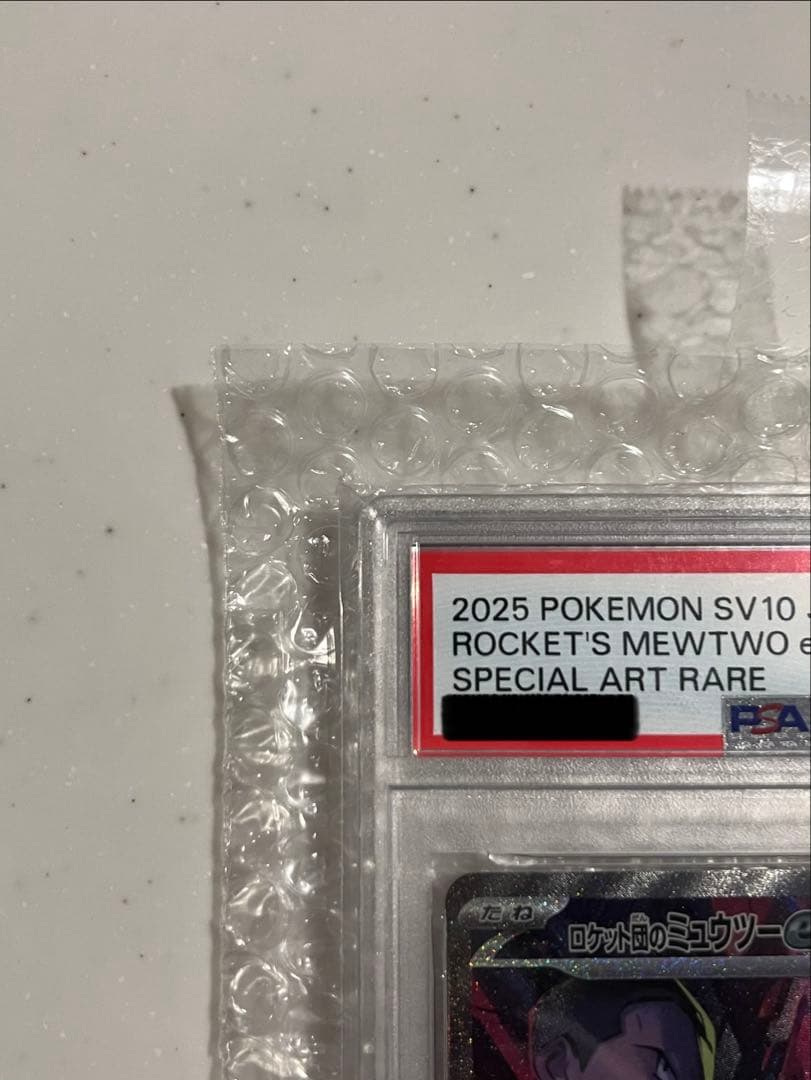 2025 POKEMON SV10
ROCKET'S MEWTWO e
SPECIAL ART RARE
PSA
たね
ロケット団のミュウツーe